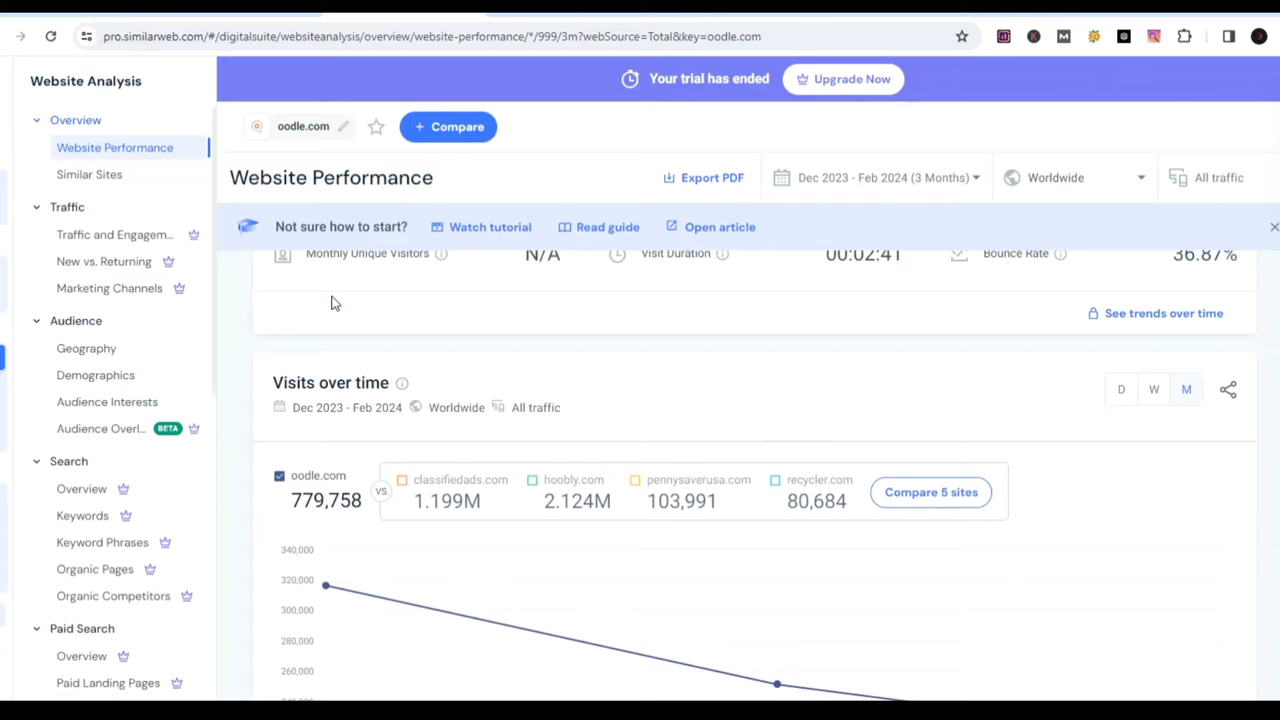 pro.similarweb.com/#/digitalsuite/websiteanalysis/overview/website-performance/*/999/3m?webSource=Total&key=oodle.com
Website Analysis
Overview
Website Performance
Similar Sites
Traffic
Traffic and Engagem...
New vs. Returning
Marketing Channels
Audience
Geography
Demographics
Audience Interests
Audience Overl... BETA
Search
Overview
Keywords
Keyword Phrases
Organic Pages
Organic Competitors
Paid Search
Overview
Paid Landing Pages
Your trial has ended Upgrade Now
oodle.com + Compare
Website Performance Export PDF Dec 2023 - Feb 2024 (3 Months) Worldwide All traffic
Not sure how to start? Watch tutorial Read guide Open article
Monthly Unique Visitors N/A Visit Duration 00:02:41 Bounce Rate 36.87%
See trends over time
Visits over time
Dec 2023 - Feb 2024 Worldwide All traffic
D W M
oodle.com
779,758
VS.
classifiedads.com hoobly.com pennysaverusa.com recycler.com
1.199M 2.124M 103,991 80,684
Compare 5 sites
340,000
320,000
300,000
280,000
260,000